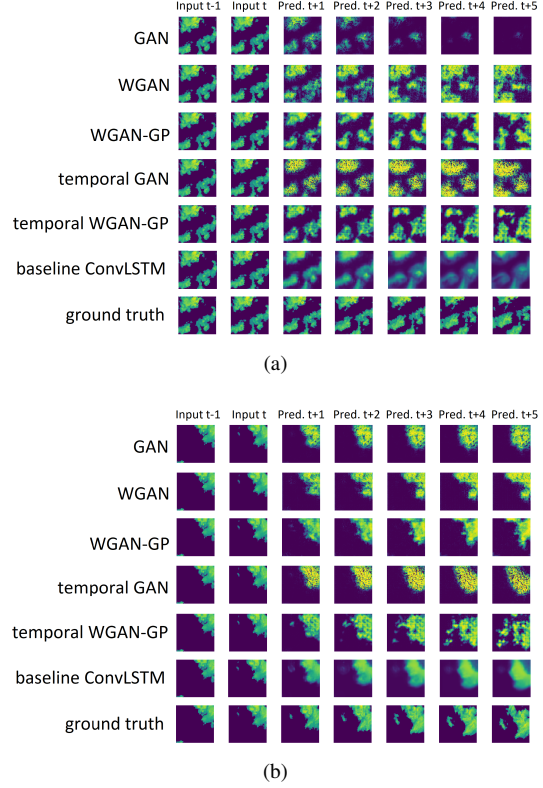 Input t-1 Input t Pred. t+1 Pred. t+2 Pred. t+3 Pred. t+4 Pred. t+5
GAN
WGAN
WGAN-GP
temporal GAN
temporal WGAN-GP
baseline ConvLSTM
ground truth
(a)
Input t-1 Input t Pred. t+1 Pred. t+2 Pred. t+3 Pred. t+4 Pred. t+5
GAN
WGAN
WGAN-GP
temporal GAN
temporal WGAN-GP
baseline ConvLSTM
ground truth
(b)